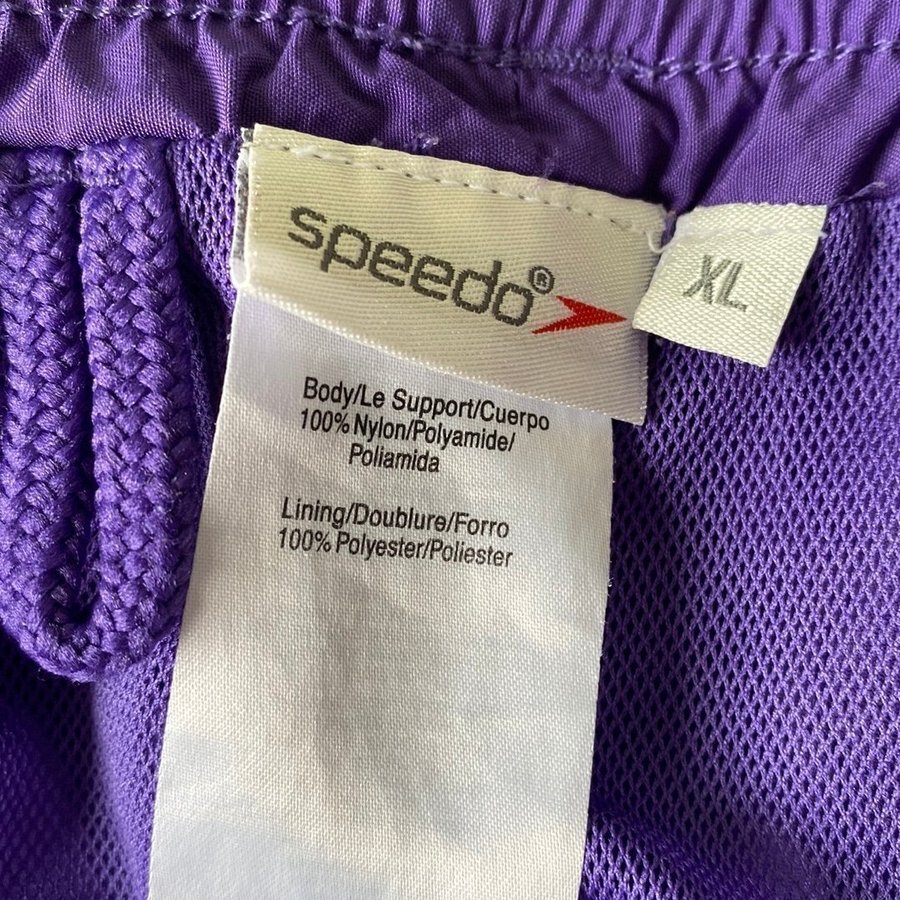 speedo®
XL
Body/Le Support/Cuerpo
100% Nylon/Polyamide/
Poliamida
Lining/Doublure/Forro
100% Polyester/Poliester